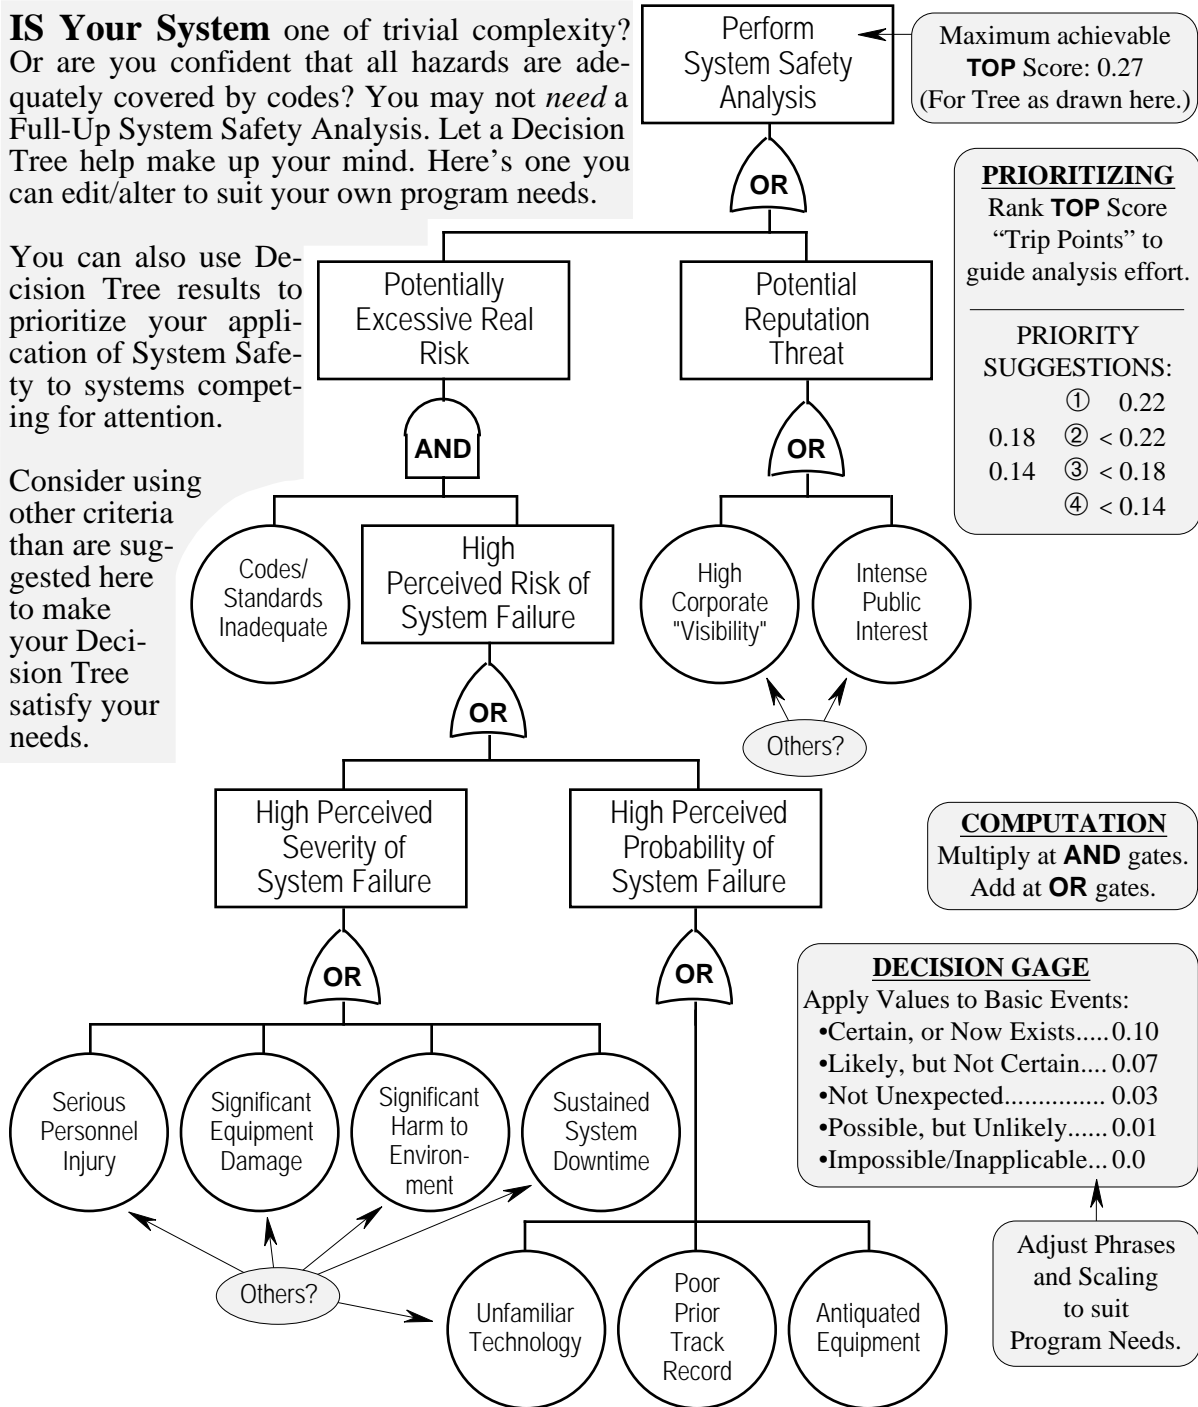 IS Your System one of trivial complexity?
Or are you confident that all hazards are ade-
quately covered by codes? You may not need a
Full-Up System Safety Analysis. Let a Decision
Tree help make up your mind. Here's one you
can edit/alter to suit your own program needs.
You can also use De-
cision Tree results to
prioritize your appli-
cation of System Safe-
ty to systems compet-
ing for attention.
Consider using
other criteria
than are sug-
gested here
to make
your Deci-
sion Tree
satisfy your
needs.
Perform
System Safety
Analysis
Maximum achievable
TOP Score: 0.27
(For Tree as drawn here.)
OR
PRIORITIZING
Rank TOP Score
“Trip Points” to
guide analysis effort.
PRIORITY
SUGGESTIONS:
① 0.22
0.18 ② < 0.22
0.14 ③ < 0.18
④ < 0.14
Potentially
Excessive Real
Risk
Potential
Reputation
Threat
AND
OR
Codes/
Standards
Inadequate
High
Perceived Risk of
System Failure
High
Corporate
"Visibility"
Intense
Public
Interest
OR
Others?
High Perceived
Severity of
System Failure
High Perceived
Probability of
System Failure
COMPUTATION
Multiply at AND gates.
Add at OR gates.
OR
OR
DECISION GAGE
Apply Values to Basic Events:
•Certain, or Now Exists.....0.10
•Likely, but Not Certain.... 0.07
•Not Unexpected............... 0.03
•Possible, but Unlikely...... 0.01
•Impossible/Inapplicable... 0.0
Serious
Personnel
Injury
Significant
Equipment
Damage
Significant
Harm to
Environ-
ment
Sustained
System
Downtime
Others?
Unfamiliar
Technology
Poor
Prior
Track
Record
Antiquated
Equipment
Adjust Phrases
and Scaling
to suit
Program Needs.